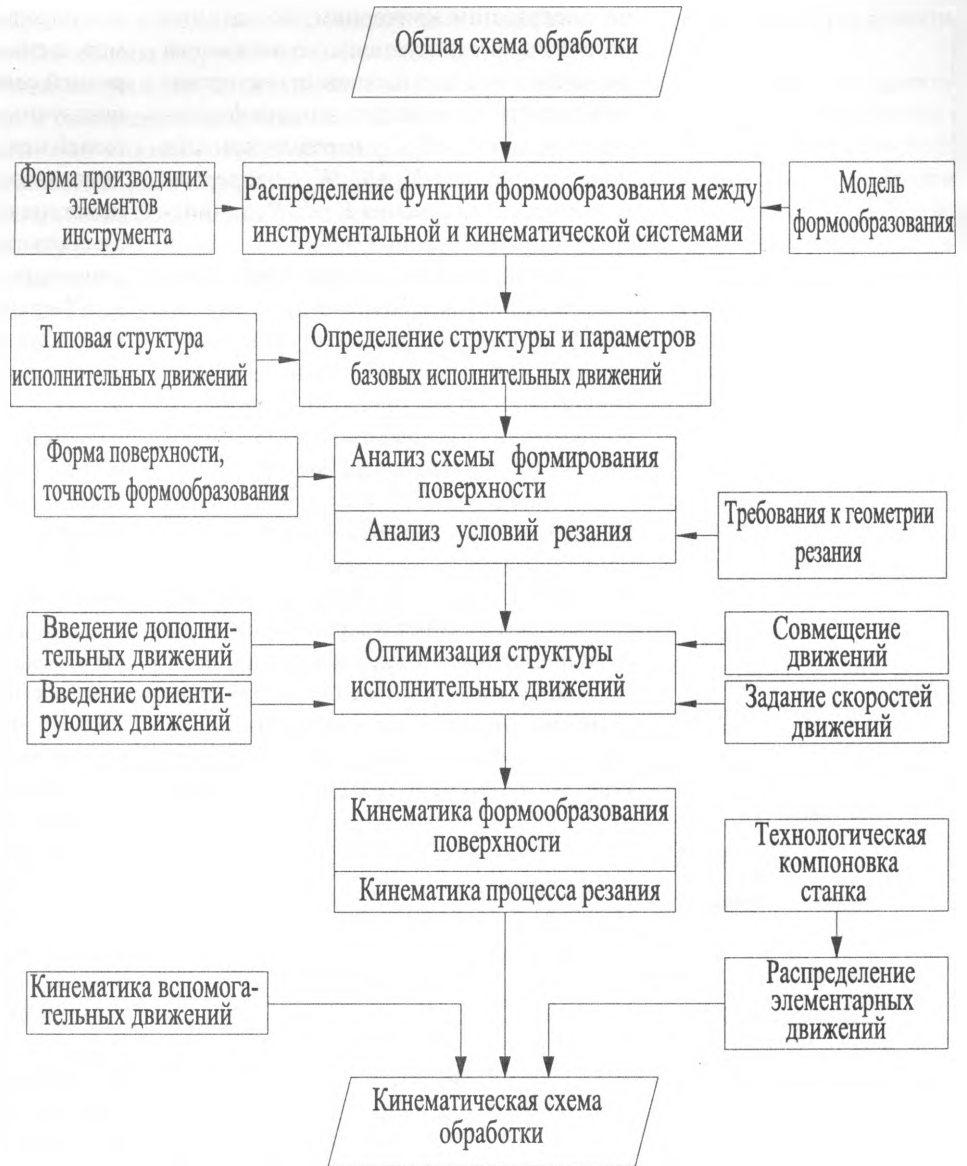 Общая схема обработки
Форма производящих
элементов
инструмента
Распределение функции формообразования между
инструментальной и кинематической системами
Модель
формообразования
Типовая структура
исполнительных движений
Определение структуры и параметров
базовых исполнительных движений
Форма поверхности,
точность формообразования
Анализ схемы формирования
поверхности
Анализ условий резания
Требования к геометрии
резания
Введение дополни-
тельных движений
Введение ориенти-
рующих движений
Оптимизация структуры
исполнительных движений
Совмещение
движений
Задание скоростей
движений
Кинематика формообразования
поверхности
Кинематика процесса резания
Технологическая
компоновка
станка
Кинематика вспомога-
тельных движений
Распределение
элементарных
движений
Кинематическая схема
обработки